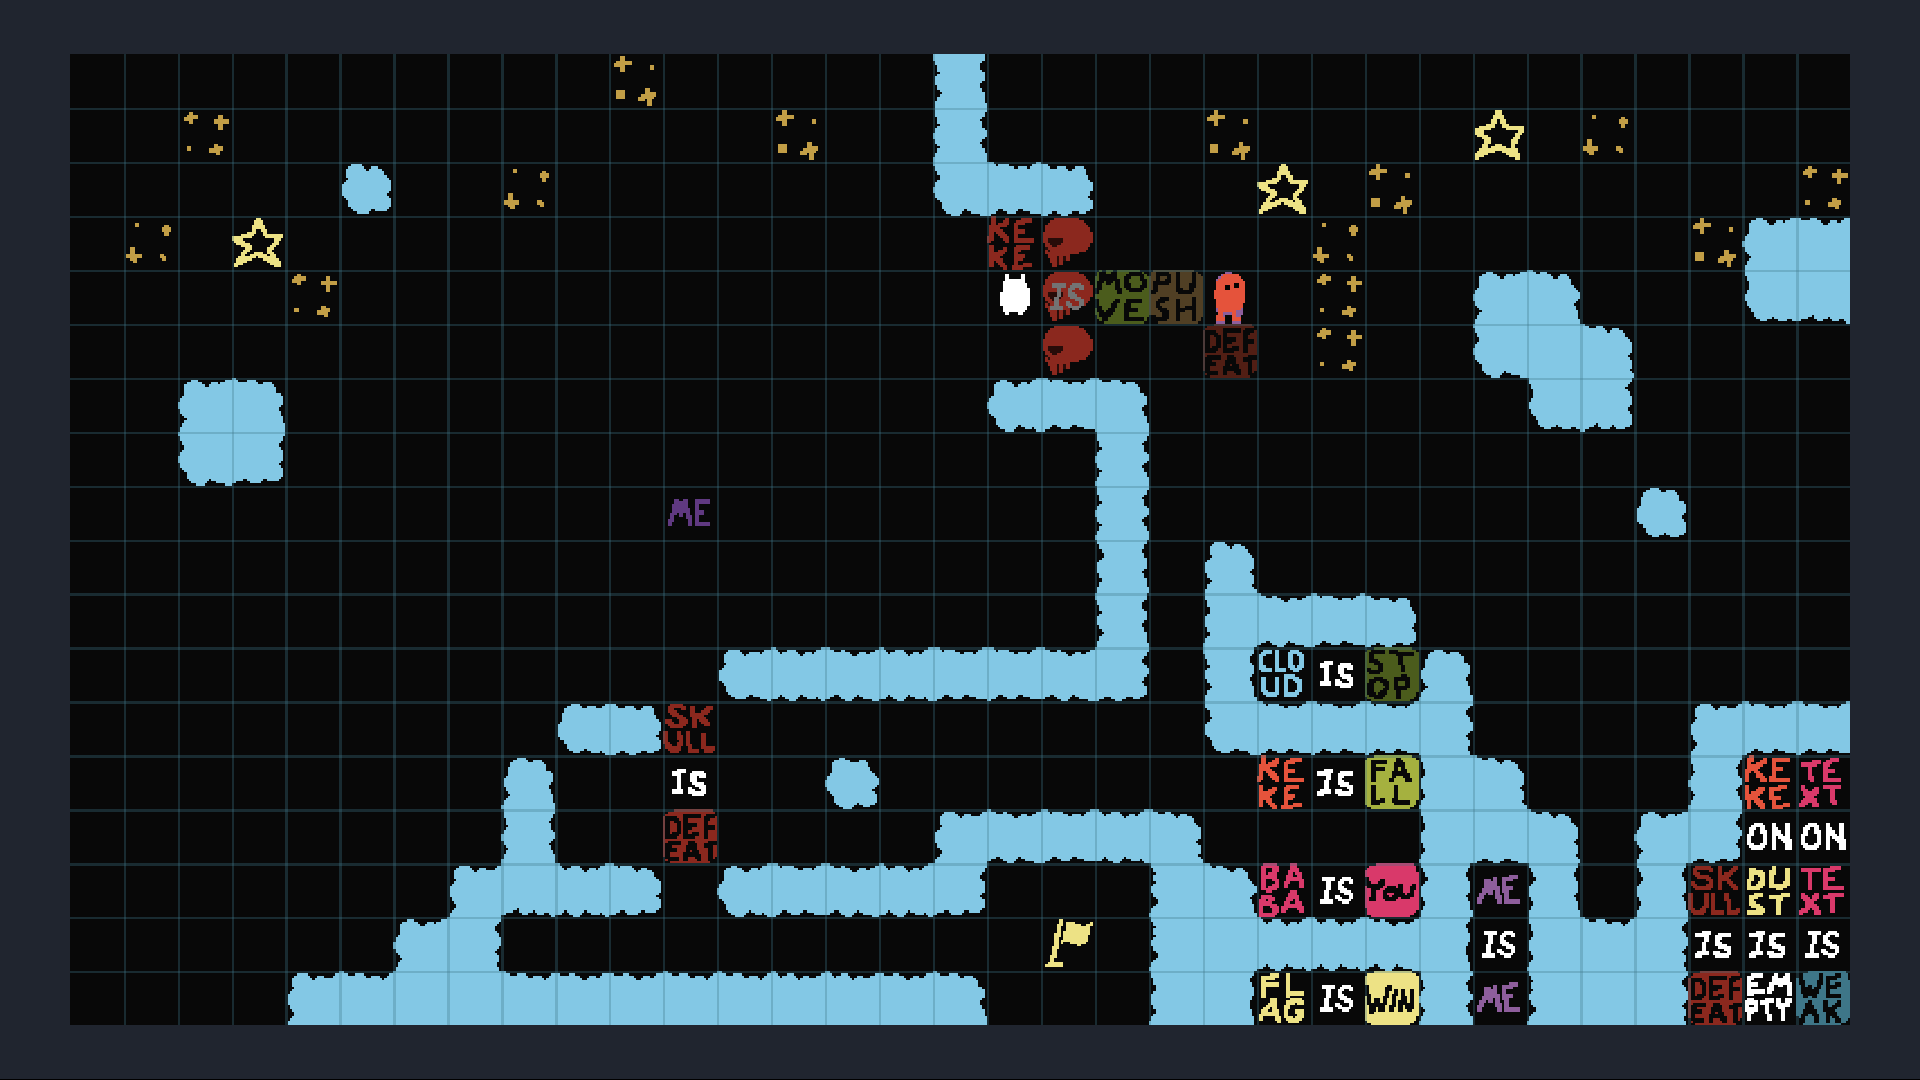 KEKE
IS MOVE PUSH
DEFEAT
ME
CLOUD IS STOP
SKULL
IS
DEFEAT
KEKE IS FALL
KEKE TEXT
ON ON
BABA IS YOU
ME
SKULL DUST TEXT
IS
IS IS IS
FLAG IS WIN
ME
DEFEAT EMPTY WEAK